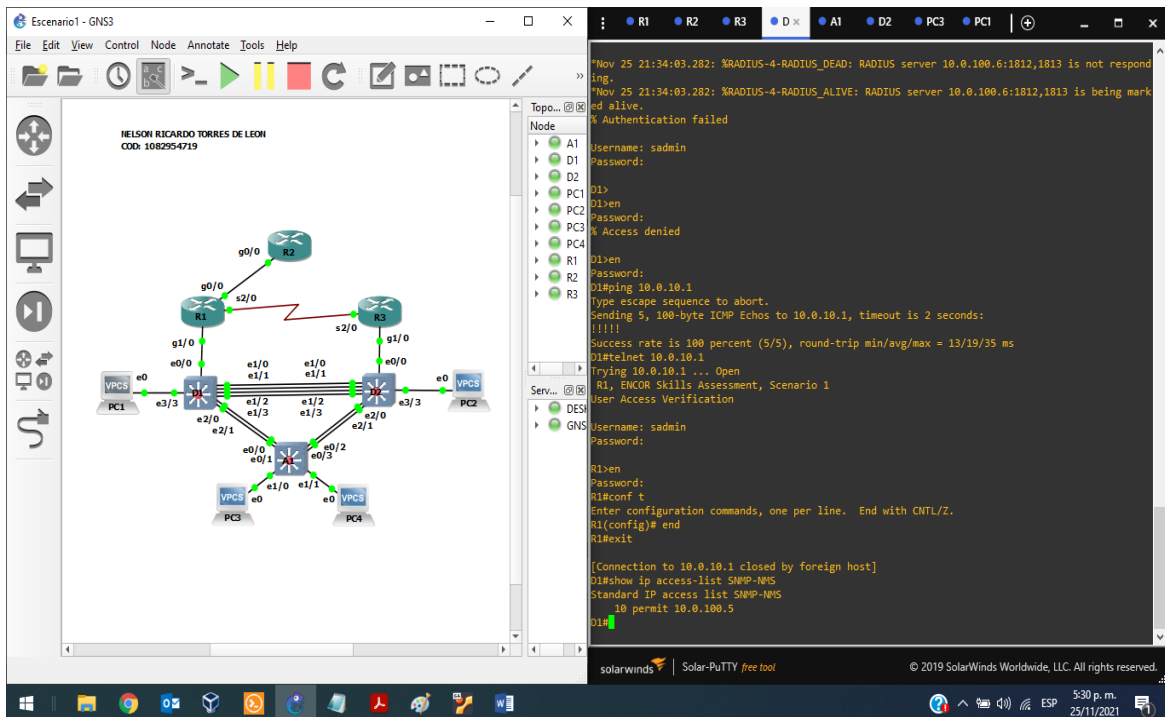 Escenario1 - GNS3
File Edit View Control Node Annotate Tools Help
NELSON RICARDO TORRES DE LEON
COD: 1082954719
R2
g0/0
g0/0
s2/0
R1
R3
s2/0
g1/0
g1/0
e0/0
e0/0
e1/0
e1/0
e1/1
e1/1
VPCS
e0
e0
VPCS
D1
D2
PC1
e3/3
e1/2
e1/2
e3/3
PC2
e1/3
e1/3
e2/0
e2/0
e2/1
e2/1
e0/0
e0/2
e0/1
e0/3
A1
e1/0
e1/1
VPCS
e0
e0
VPCS
PC3
PC4
Topo...
Node
A1
D1
D2
PC1
PC2
PC3
PC4
R1
R2
R3
Serv...
DESI
GNS
R1 R2 R3 D A1 D2 PC3 PC1
*Nov 25 21:34:03.282: %RADIUS-4-RADIUS_DEAD: RADIUS server 10.0.100.6:1812,1813 is not respond
ing.
*Nov 25 21:34:03.282: %RADIUS-4-RADIUS_ALIVE: RADIUS server 10.0.100.6:1812,1813 is being mark
ed alive.
% Authentication failed
Username: sadmin
Password:
D1>
D1>en
Password:
% Access denied
D1>en
Password:
D1#ping 10.0.10.1
Type escape sequence to abort.
Sending 5, 100-byte ICMP Echos to 10.0.10.1, timeout is 2 seconds:
!!!!!
Success rate is 100 percent (5/5), round-trip min/avg/max = 13/19/35 ms
D1#telnet 10.0.10.1
Trying 10.0.10.1 ... Open
R1, ENCOR Skills Assessment, Scenario 1
User Access Verification
Username: sadmin
Password:
R1>en
Password:
R1#conf t
Enter configuration commands, one per line.  End with CNTL/Z.
R1(config)# end
R1#exit
[Connection to 10.0.10.1 closed by foreign host]
D1#show ip access-list SNMP-NMS
Standard IP access list SNMP-NMS
10 permit 10.0.100.5
D1#
solarwinds | Solar-PuTTY free tool © 2019 SolarWinds Worldwide, LLC. All rights reserved.
ESP
5:30 p. m.
25/11/2021